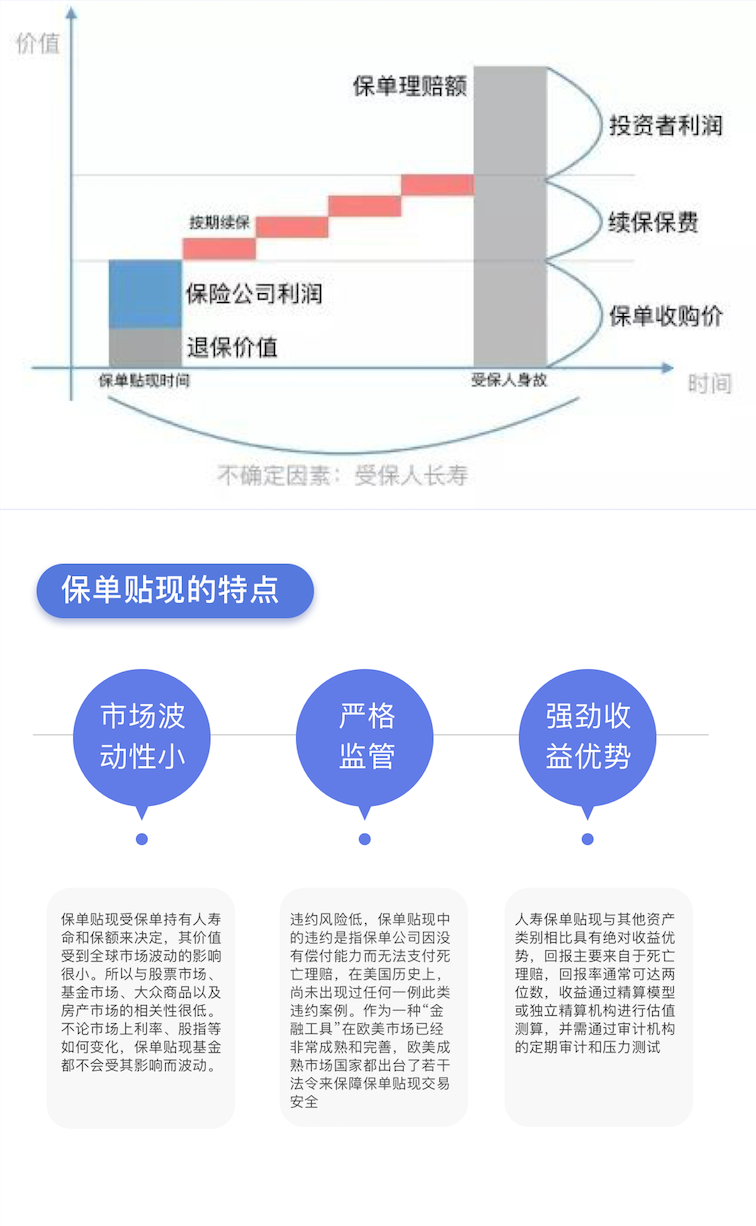 价值
保单理赔额
投资者利润
按期续保
续保保费
保险公司利润
保单收购价
退保价值
保单贴现时间
受保人身故
时间
不确定因素：受保人长寿
保单贴现的特点
市场波
动性小
严格
监管
强劲收
益优势
保单贴现受保单持有人寿
命和保额来决定，其价值
受到全球市场波动的影响
很小。所以与股票市场、
基金市场、大众商品以及
房产市场的相关性很低。
不论市场上利率、股指等
如何变化，保单贴现基金
都不会受其影响而波动。
违约风险低，保单贴现中
的违约是指保单公司因没
有偿付能力而无法支付死
亡理赔，在美国历史上，
尚未出现过任何一例此类
违约案例。作为一种“金
融工具”在欧美市场已经
非常成熟和完善，欧美成
熟市场国家都出台了若干
法令来保障保单贴现交易
安全
人寿保单贴现与其他资产
类别相比具有绝对收益优
势，回报主要来自于死亡
理赔，回报率通常可达两
位数，收益通过精算模型
或独立精算机构进行估值
测算，并需通过审计机构
的定期审计和压力测试